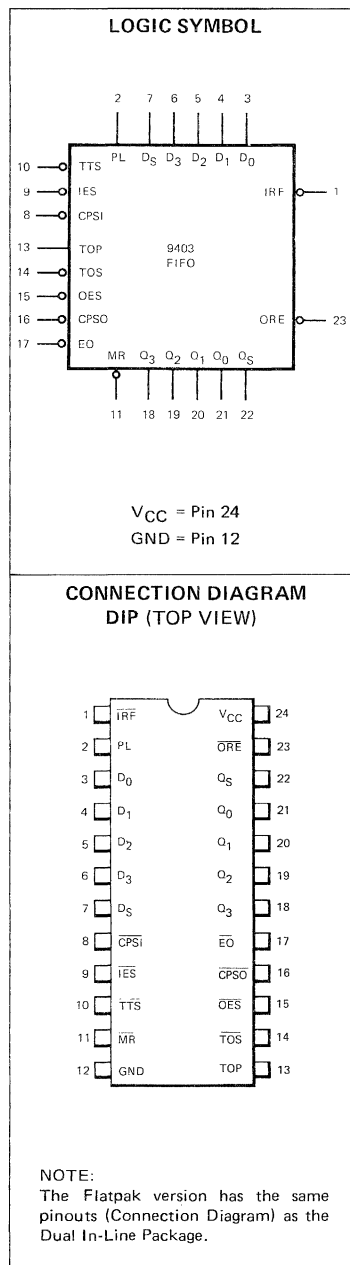 LOGIC SYMBOL
2 7 6 5 4 3
PL DS D3 D2 D1 D0
10 TTS
9 IES
8 CPSI
13 TOP
14 TOS
15 OES
16 CPSO
17 EO
IRF 1
9403
FIFO
ORE 23
MR Q3 Q2 Q1 Q0 QS
11 18 19 20 21 22
VCC = Pin 24
GND = Pin 12
CONNECTION DIAGRAM
DIP (TOP VIEW)
1 IRF VCC 24
2 PL ORE 23
3 D0 QS 22
4 D1 Q0 21
5 D2 Q1 20
6 D3 Q2 19
7 DS Q3 18
8 CPSI EO 17
9 IES CPSO 16
10 TTS OES 15
11 MR TOS 14
12 GND TOP 13
NOTE:
The Flatpak version has the same
pinouts (Connection Diagram) as the
Dual In-Line Package.